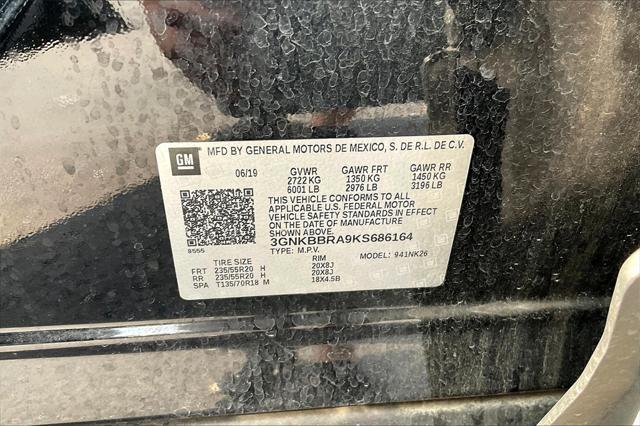 GM MFD BY GENERAL MOTORS DE MEXICO, S. DE R.L. DE C.V.
06/19 GVWR GAWR FRT GAWR RR
2722 KG 1350 KG 1450 KG
6001 LB 2976 LB 3196 LB
THIS VEHICLE CONFORMS TO ALL
APPLICABLE U.S. FEDERAL MOTOR
VEHICLE SAFETY STANDARDS IN EFFECT
ON THE DATE OF MANUFACTURE
SHOWN ABOVE.
3GNKBBRA9KS686164
8555 TYPE: M.P.V. MODEL: 941NK26
TIRE SIZE RIM
FRT 235/55R20 H 20X8J
RR 235/55R20 H 20X8J
SPA T135/70R18 M 18X4.5B